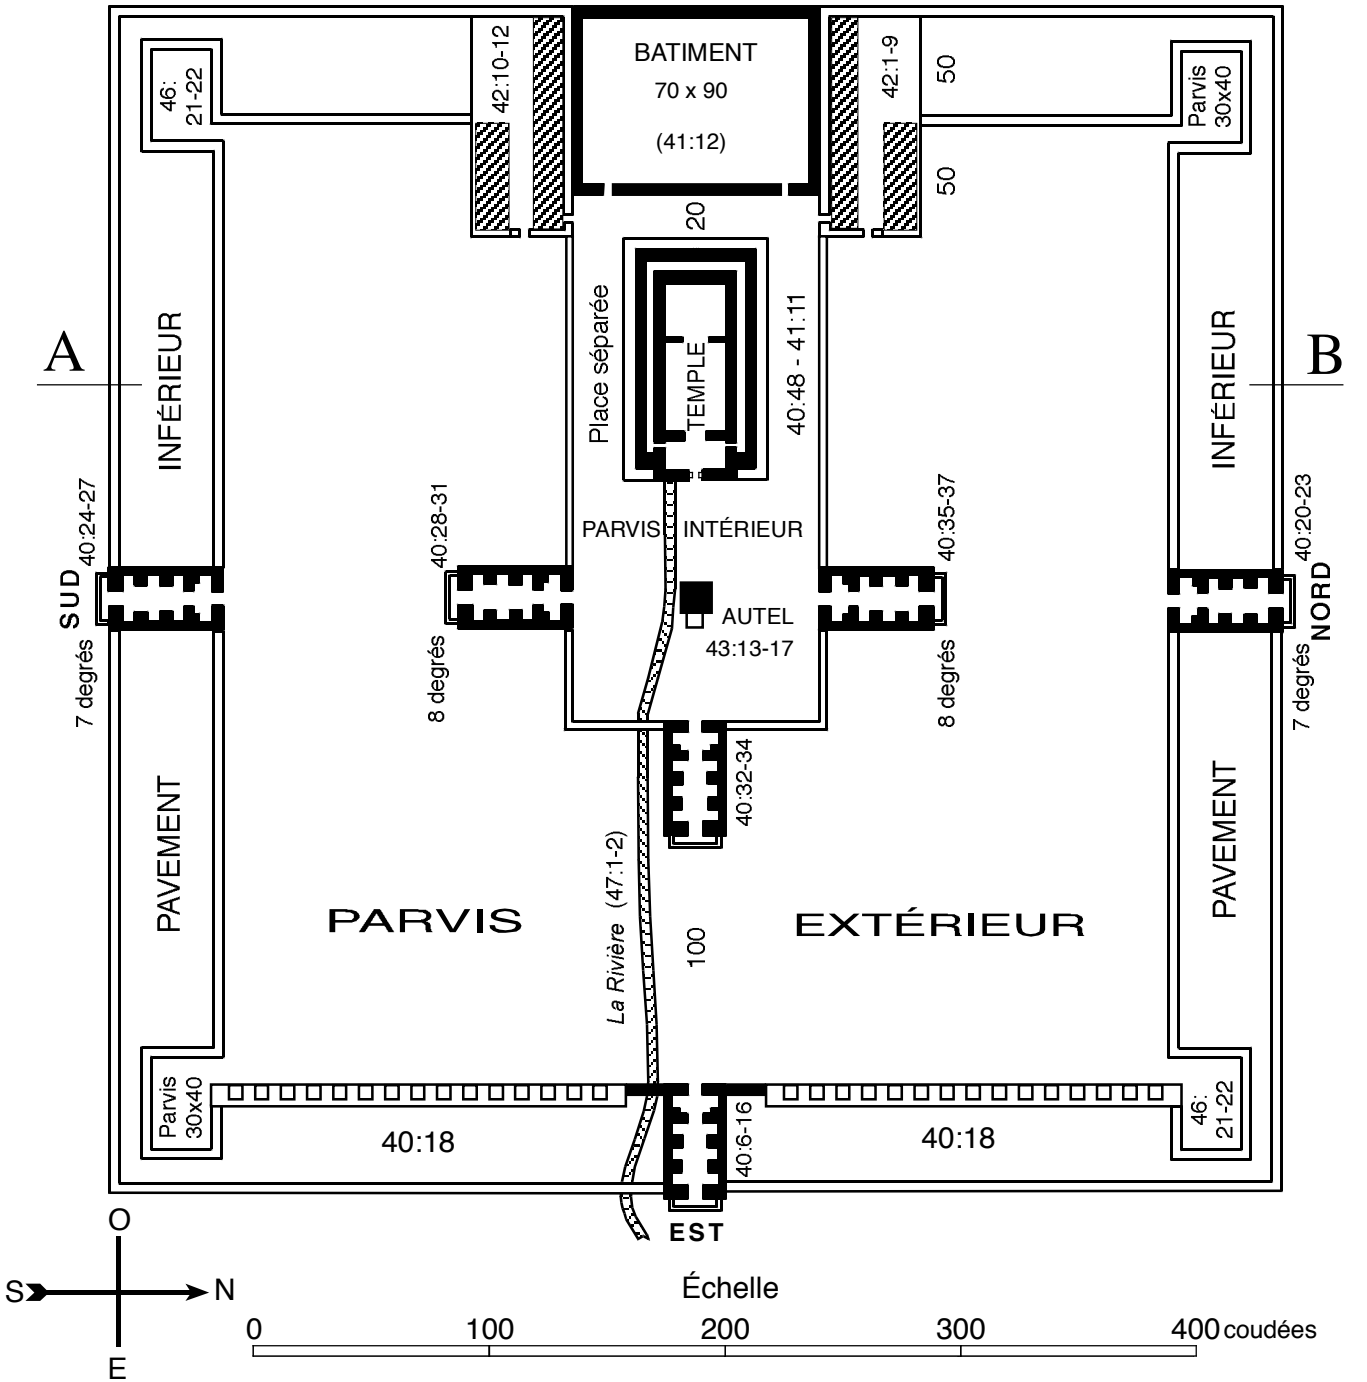 BATIMENT
70 x 90
(41:12)
42:10-12
42:1-9
50
50
46:
21-22
Parvis
30x40
20
Place séparée
TEMPLE
40:48 - 41:11
A
B
INFÉRIEUR
INFÉRIEUR
40:24-27
SUD
7 degrés
40:28-31
8 degrés
PARVIS INTÉRIEUR
AUTEL
43:13-17
40:35-37
8 degrés
40:20-23
NORD
7 degrés
40:32-34
PAVEMENT
PAVEMENT
La Rivière (47:1-2)
PARVIS
EXTÉRIEUR
100
Parvis
30x40
40:18
40:6-16
40:18
46:
21-22
EST
O
S
N
E
Échelle
0 100 200 300 400 coudées